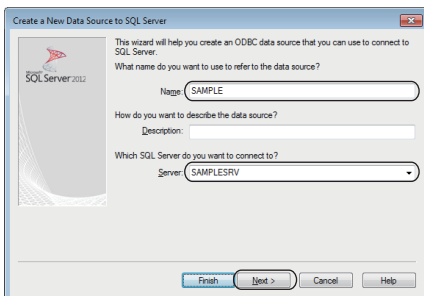 Create a New Data Source to SQL Server
This wizard will help you create an ODBC data source that you can use to connect to
SQL Server.
What name do you want to use to refer to the data source?
Name: SAMPLE
How do you want to describe the data source?
Description:
Which SQL Server do you want to connect to?
Server: SAMPLESRV
Microsoft
SQL Server 2012
Finish Next > Cancel Help